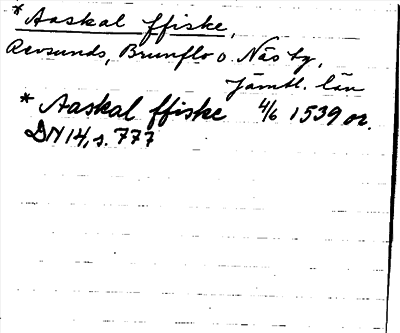 * Aaskal ffiske,
Revsunds, Brunflo o. Näs tg,
Jämtl. län
* Aaskal ffiske 4/6 1539 or.
DN 14, s. 777